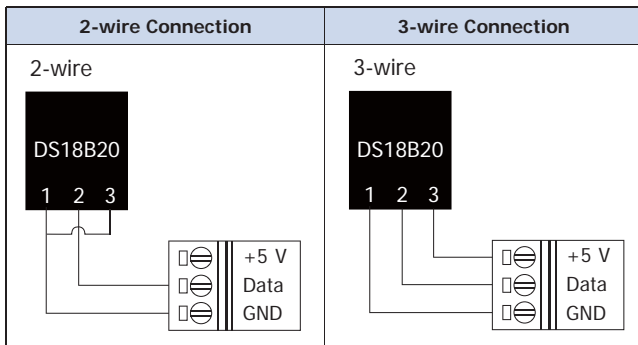 2-wire Connection
3-wire Connection
2-wire
DS18B20
1 2 3
+5 V
Data
GND
3-wire
DS18B20
1 2 3
+5 V
Data
GND